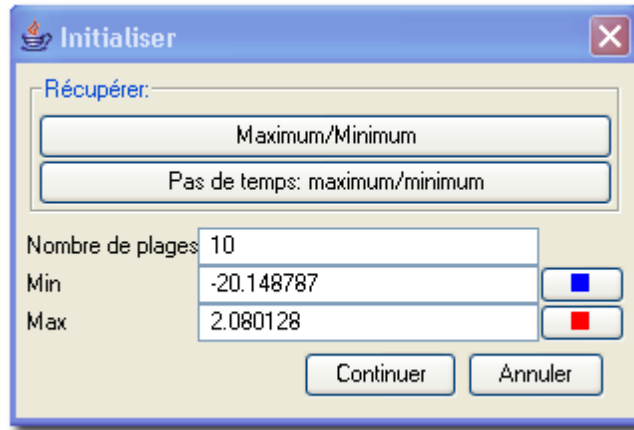 Initialiser
Récupérer:
Maximum/Minimum
Pas de temps: maximum/minimum
Nombre de plages 10
Min -20.148787
Max 2.080128
Continuer Annuler